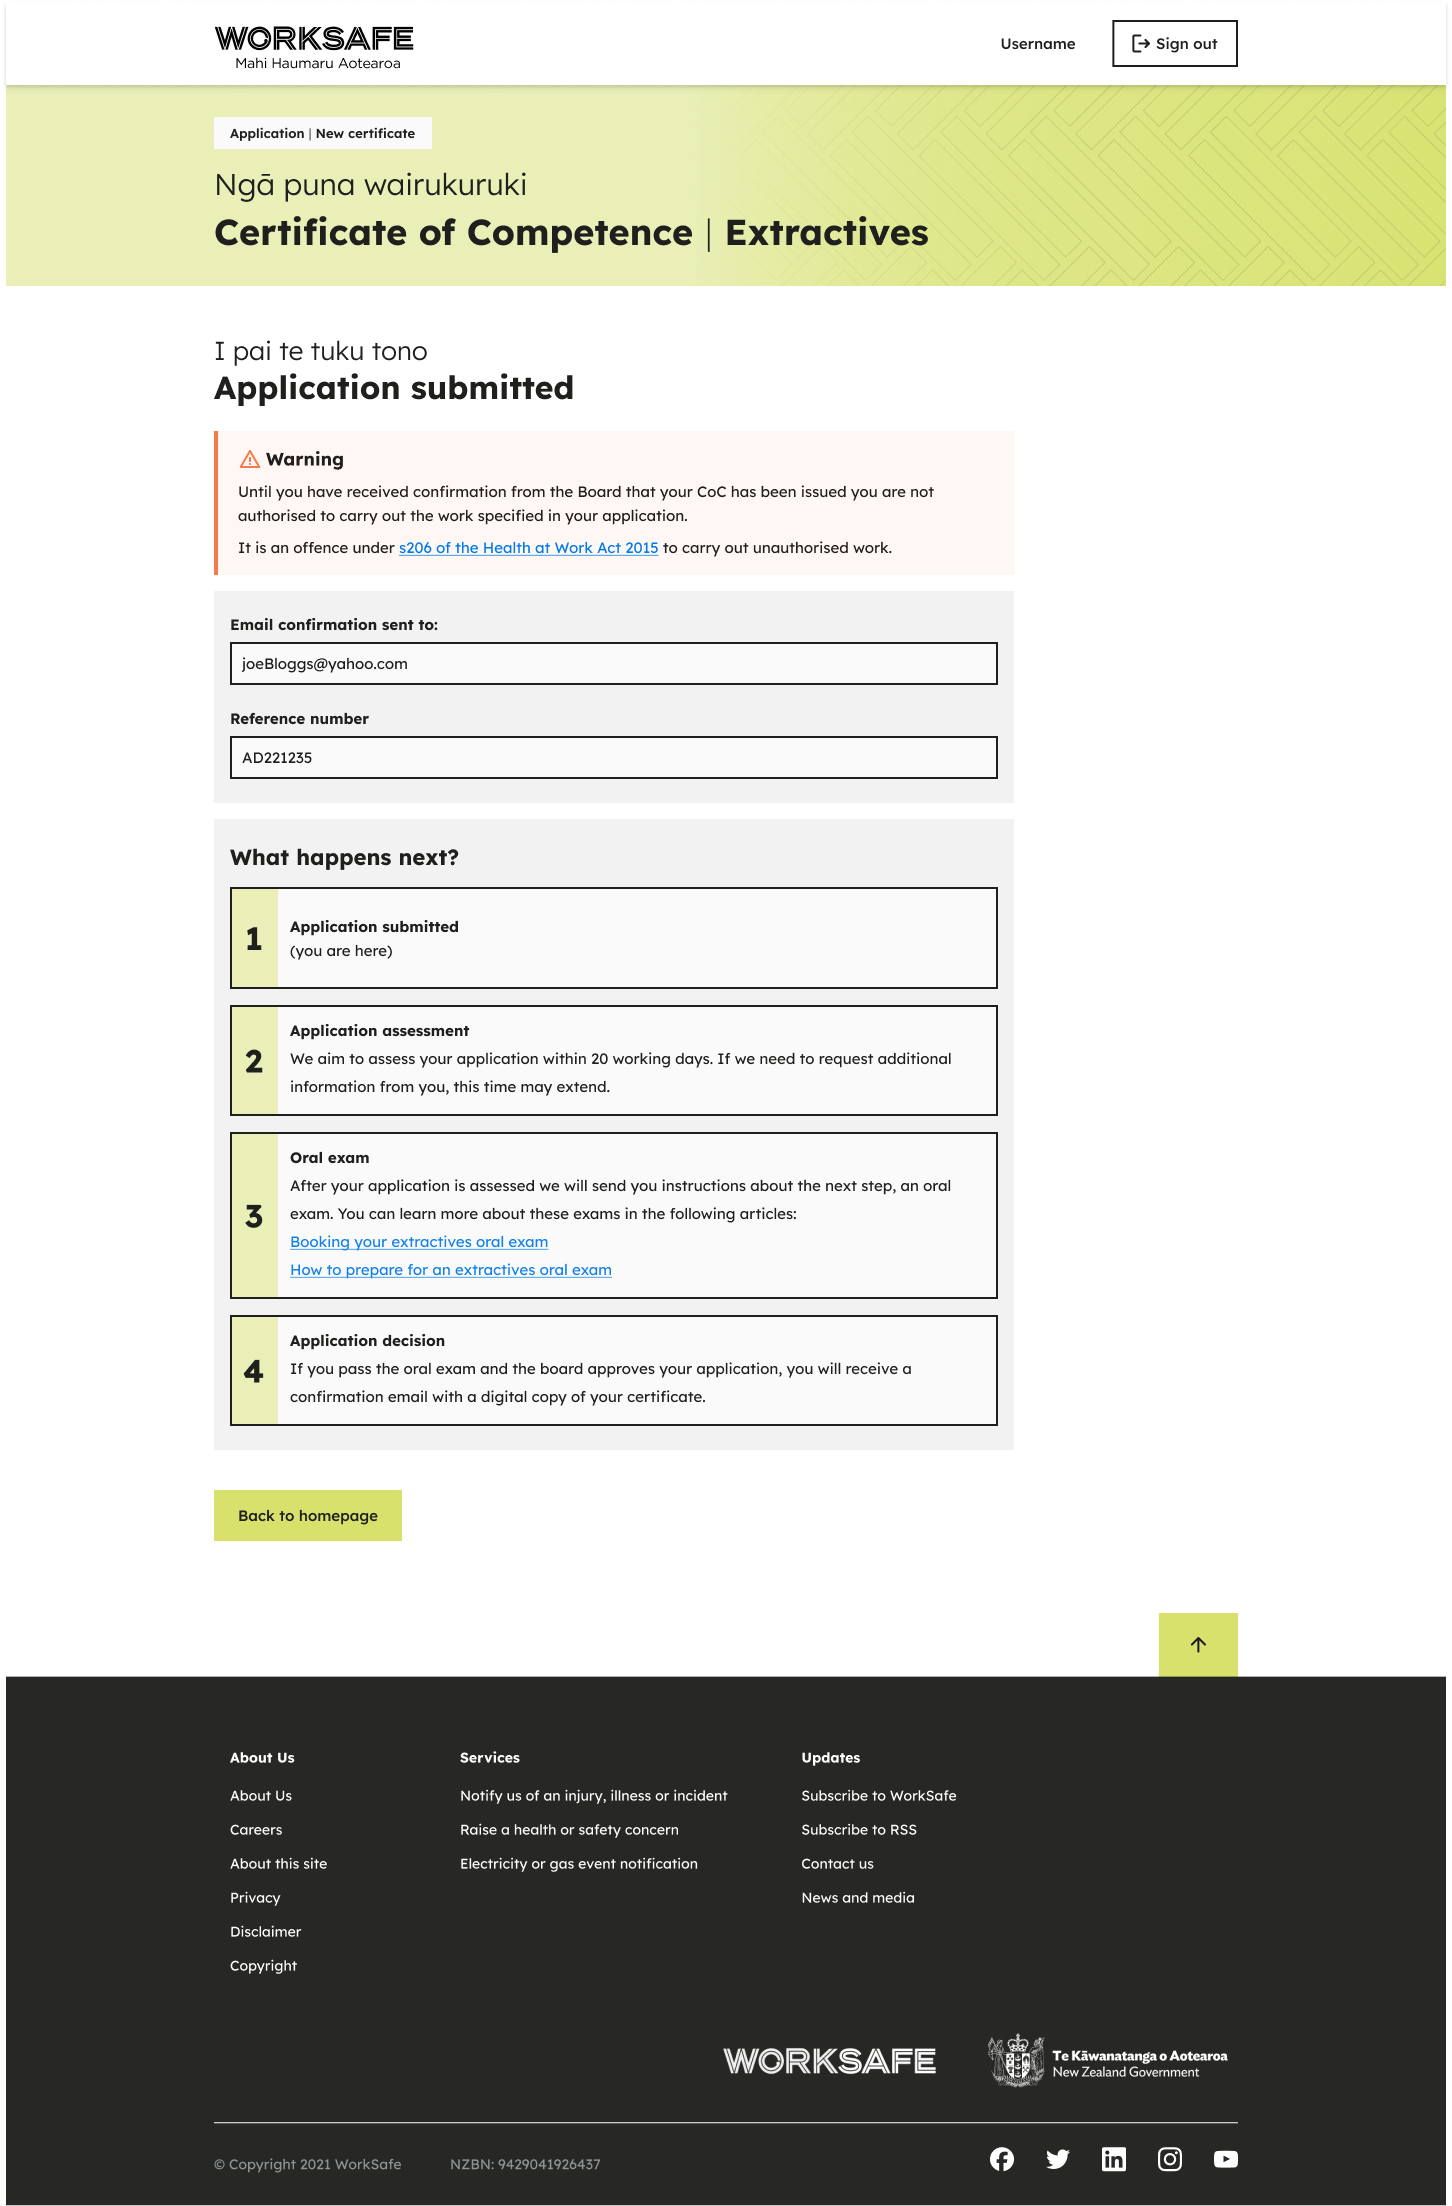 WORKSAFE
Mahi Haumaru Aotearoa
Username
Sign out
Application | New certificate
Ngā puna wairukuruki
Certificate of Competence | Extractives
I pai te tuku tono
Application submitted
Warning
Until you have received confirmation from the Board that your CoC has been issued you are not
authorised to carry out the work specified in your application.
It is an offence under s206 of the Health at Work Act 2015 to carry out unauthorised work.
Email confirmation sent to:
joeBloggs@yahoo.com
Reference number
AD221235
What happens next?
1
Application submitted
(you are here)
2
Application assessment
We aim to assess your application within 20 working days. If we need to request additional
information from you, this time may extend.
3
Oral exam
After your application is assessed we will send you instructions about the next step, an oral
exam. You can learn more about these exams in the following articles:
Booking your extractives oral exam
How to prepare for an extractives oral exam
4
Application decision
If you pass the oral exam and the board approves your application, you will receive a
confirmation email with a digital copy of your certificate.
Back to homepage
About Us
About Us
Careers
About this site
Privacy
Disclaimer
Copyright
Services
Notify us of an injury, illness or incident
Raise a health or safety concern
Electricity or gas event notification
Updates
Subscribe to WorkSafe
Subscribe to RSS
Contact us
News and media
WORKSAFE
Te Kāwanatanga o Aotearoa
New Zealand Government
© Copyright 2021 WorkSafe
NZBN: 9429041926437